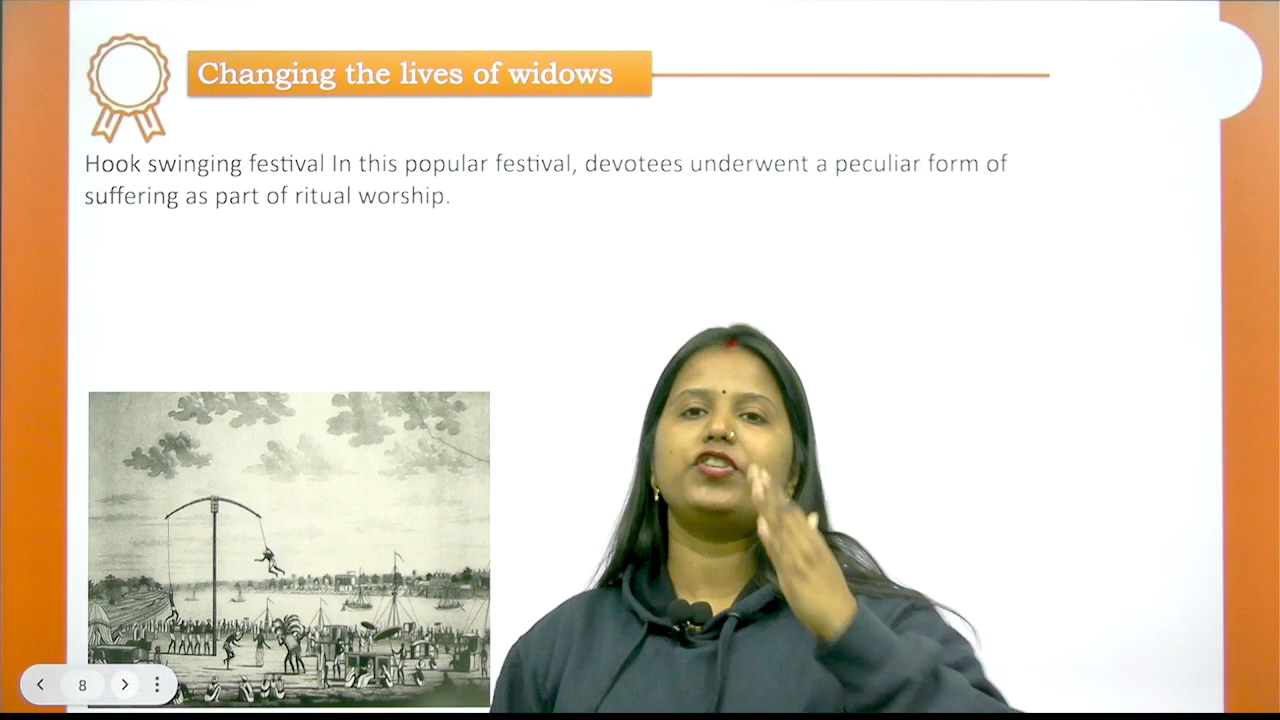 Changing the lives of widows
Hook swinging festival In this popular festival, devotees underwent a peculiar form of
suffering as part of ritual worship.
8